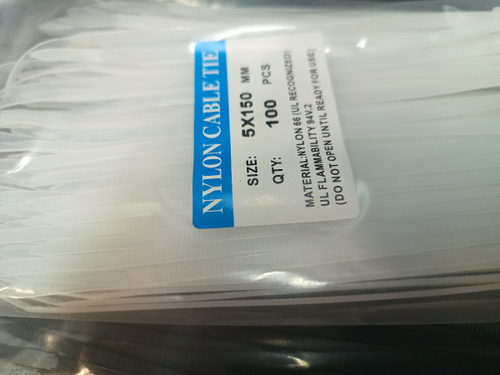 NYLON CABLE TIE
SIZE: 5X150 MM
QTY: 100 PCS
MATERIAL:NYLON 66 (UL RECOGNIZED)
UL FLAMMABILITY 94V.2
(DO NOT OPEN UNTIL READY FOR USE)